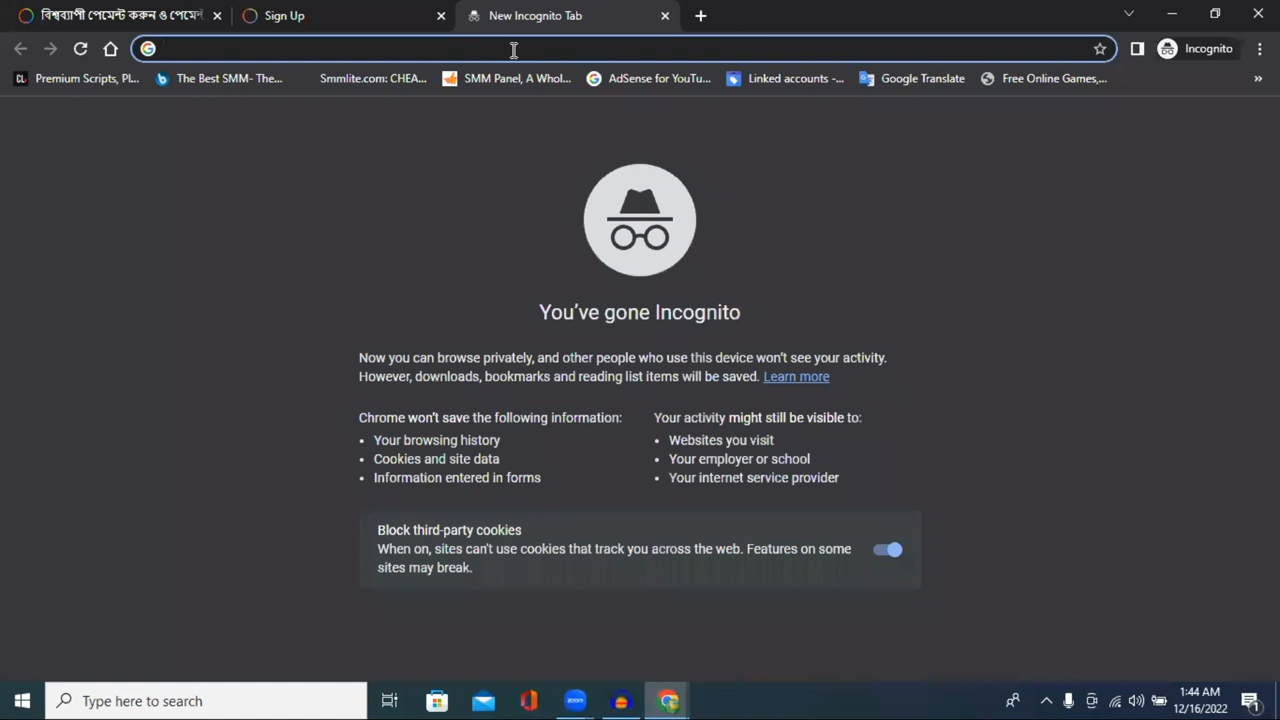 বিশ্বব্যাপী পেমেন্ট করুন ও পেমেন্ট
Sign Up
New Incognito Tab
Incognito
Premium Scripts, Pl...
The Best SMM- The...
Smmlite.com: CHEA...
SMM Panel, A Whol...
AdSense for YouTu...
Linked accounts -...
Google Translate
Free Online Games,...
You've gone Incognito
Now you can browse privately, and other people who use this device won't see your activity.
However, downloads, bookmarks and reading list items will be saved. Learn more
Chrome won't save the following information:
• Your browsing history
• Cookies and site data
• Information entered in forms
Your activity might still be visible to:
• Websites you visit
• Your employer or school
• Your internet service provider
Block third-party cookies
When on, sites can't use cookies that track you across the web. Features on some
sites may break.
Type here to search
zoom
1:44 AM
12/16/2022
1